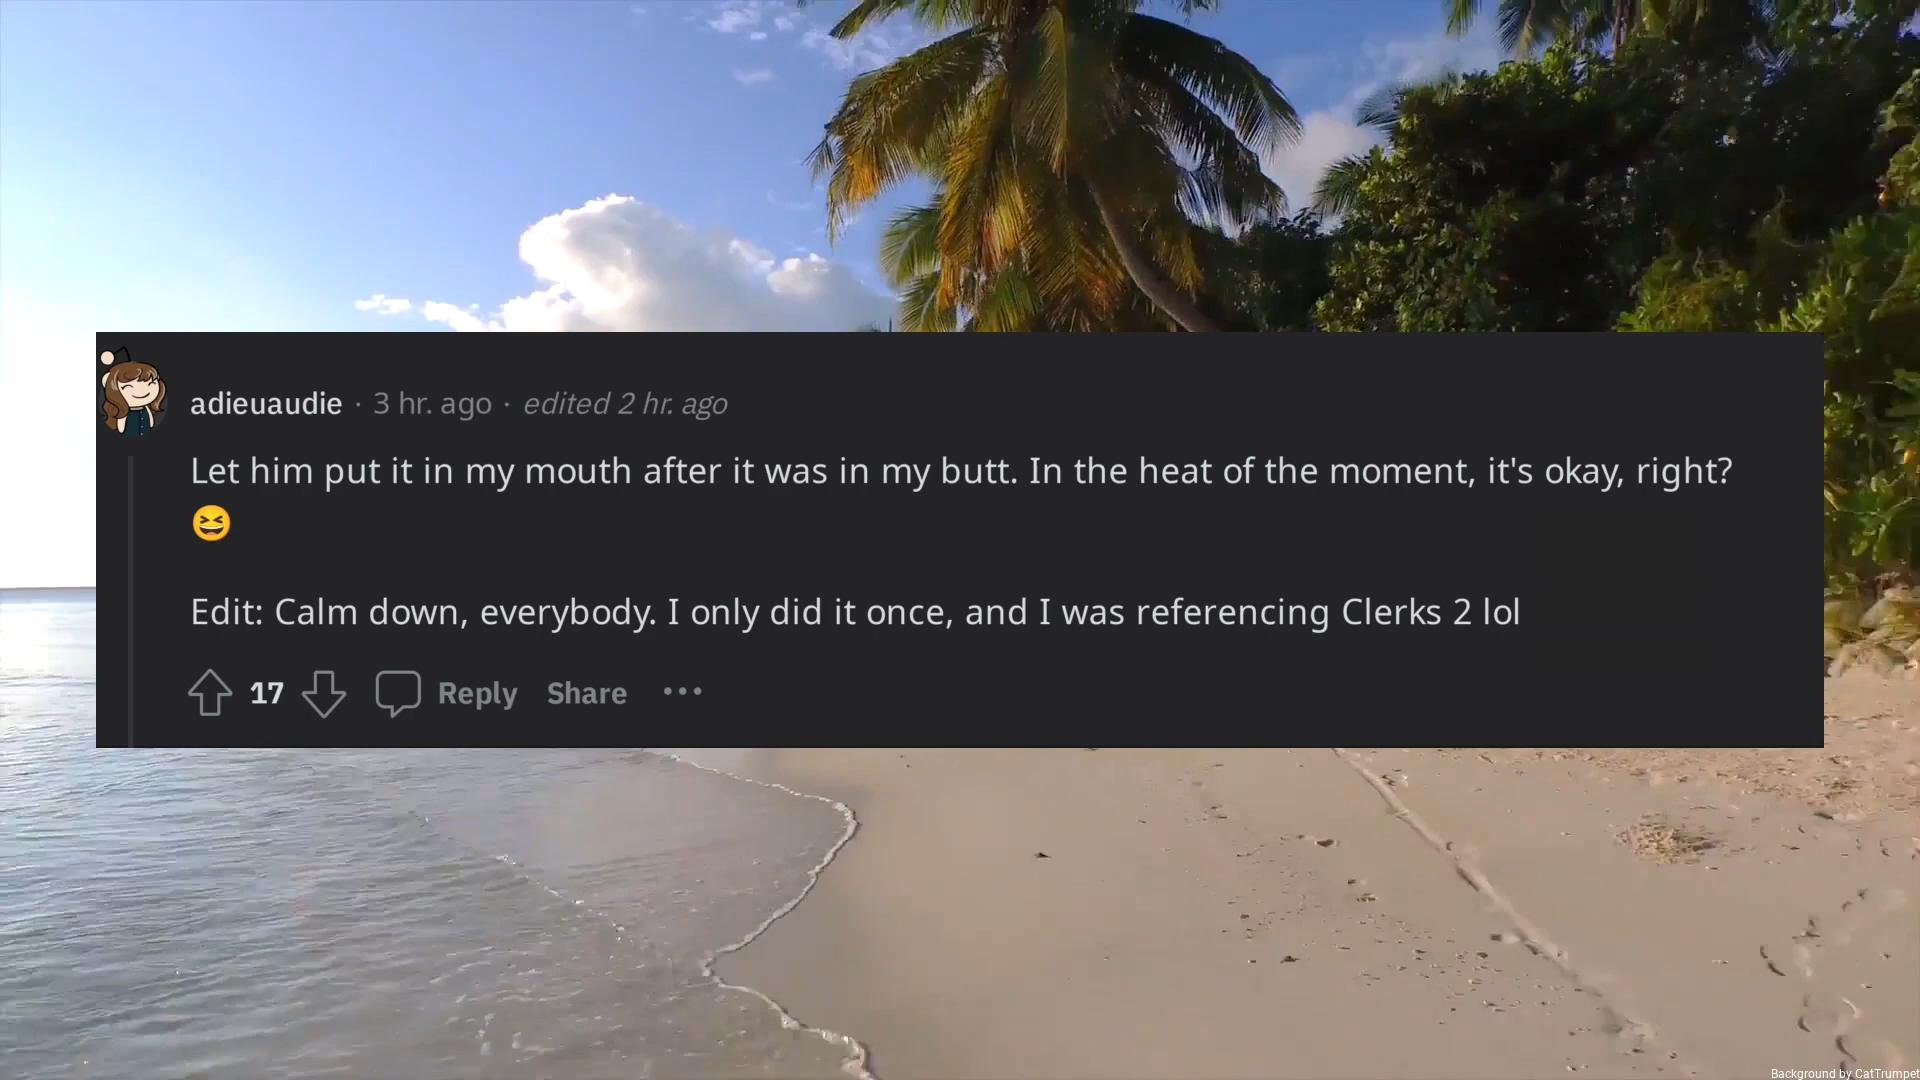 adieuaudie · 3 hr. ago · edited 2 hr. ago
Let him put it in my mouth after it was in my butt. In the heat of the moment, it's okay, right?
😆
Edit: Calm down, everybody. I only did it once, and I was referencing Clerks 2 lol
17 Reply Share ···
Background by CatTrumpet